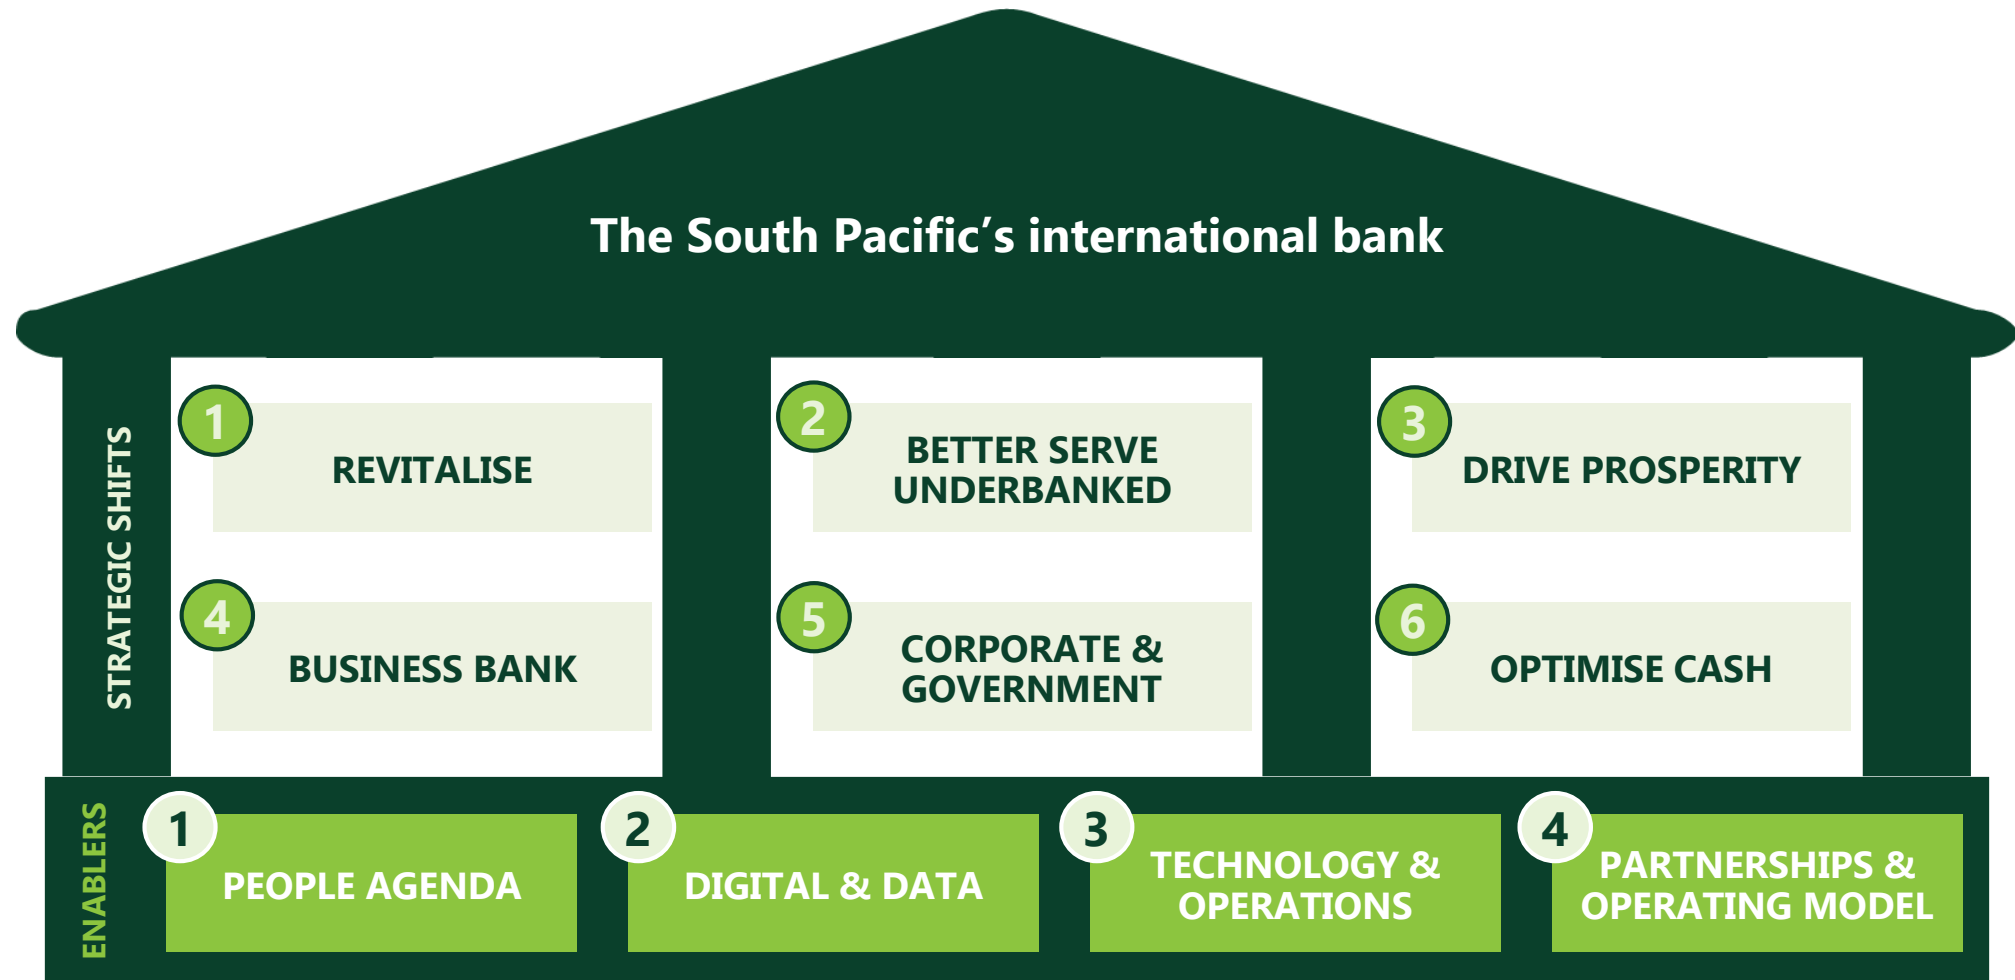 The South Pacific’s international bank
STRATEGIC SHIFTS
1
REVITALISE
2
BETTER SERVE
UNDERBANKED
3
DRIVE PROSPERITY
4
BUSINESS BANK
5
CORPORATE &
GOVERNMENT
6
OPTIMISE CASH
ENABLERS
1
PEOPLE AGENDA
2
DIGITAL & DATA
3
TECHNOLOGY &
OPERATIONS
4
PARTNERSHIPS &
OPERATING MODEL